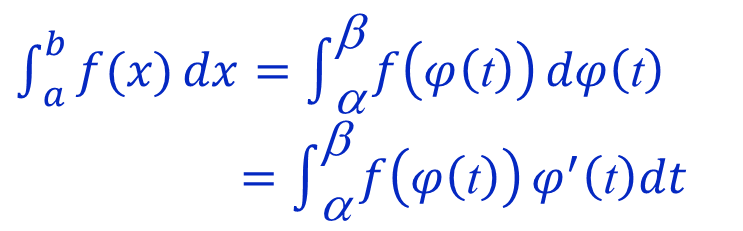 ∫_a^b f(x) dx = ∫_α^β f(φ(t)) dφ(t)
= ∫_α^β f(φ(t)) φ′(t)dt